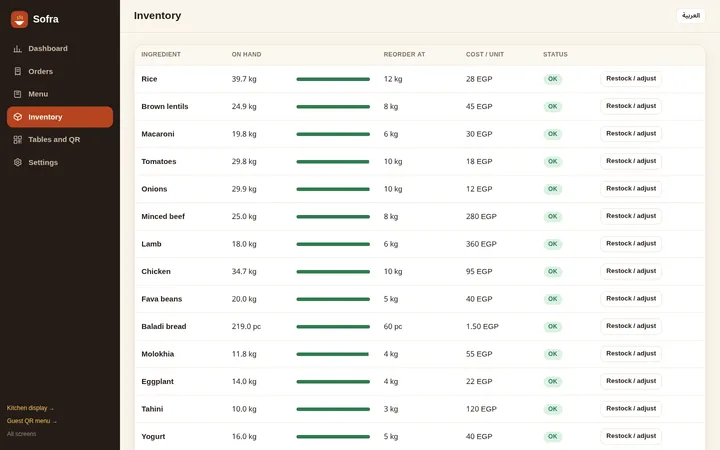 Sofra
Dashboard
Orders
Menu
Inventory
Tables and QR
Settings
Kitchen display →
Guest QR menu →
All screens
Inventory
العربية
INGREDIENT ON HAND REORDER AT COST / UNIT STATUS
Rice 39.7 kg 12 kg 28 EGP OK Restock / adjust
Brown lentils 24.9 kg 8 kg 45 EGP OK Restock / adjust
Macaroni 19.8 kg 6 kg 30 EGP OK Restock / adjust
Tomatoes 29.8 kg 10 kg 18 EGP OK Restock / adjust
Onions 29.9 kg 10 kg 12 EGP OK Restock / adjust
Minced beef 25.0 kg 8 kg 280 EGP OK Restock / adjust
Lamb 18.0 kg 6 kg 360 EGP OK Restock / adjust
Chicken 34.7 kg 10 kg 95 EGP OK Restock / adjust
Fava beans 20.0 kg 5 kg 40 EGP OK Restock / adjust
Baladi bread 219.0 pc 60 pc 1.50 EGP OK Restock / adjust
Molokhia 11.8 kg 4 kg 55 EGP OK Restock / adjust
Eggplant 14.0 kg 4 kg 22 EGP OK Restock / adjust
Tahini 10.0 kg 3 kg 120 EGP OK Restock / adjust
Yogurt 16.0 kg 5 kg 40 EGP OK Restock / adjust